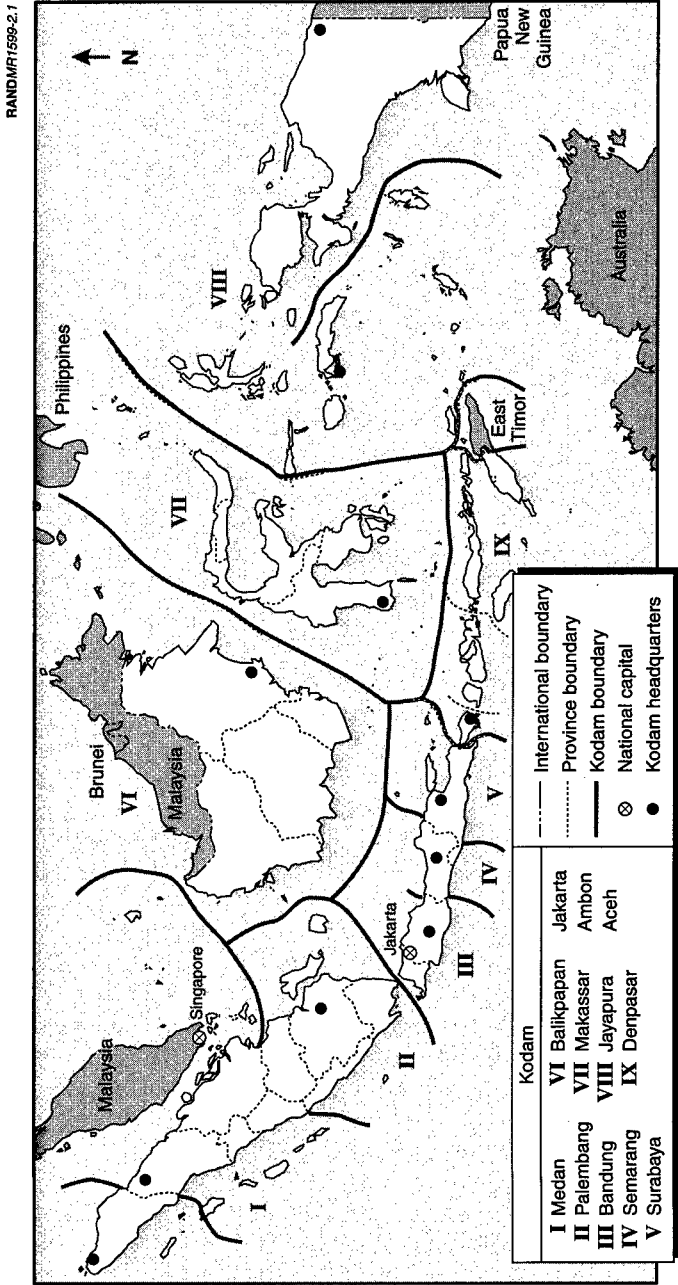 RANDMR1599-2.1
N
Philippines
Papua
New
Guinea
Brunei
Malaysia
VI
VII
VIII
Malaysia
Singapore
I
II
Jakarta
III
IV
V
IX
East
Timor
Australia
Kodam
I Medan VI Balikpapan Jakarta
II Palembang VII Makassar Ambon
III Bandung VIII Jayapura Aceh
IV Semarang IX Denpasar
V Surabaya
International boundary
Province boundary
Kodam boundary
National capital
Kodam headquarters